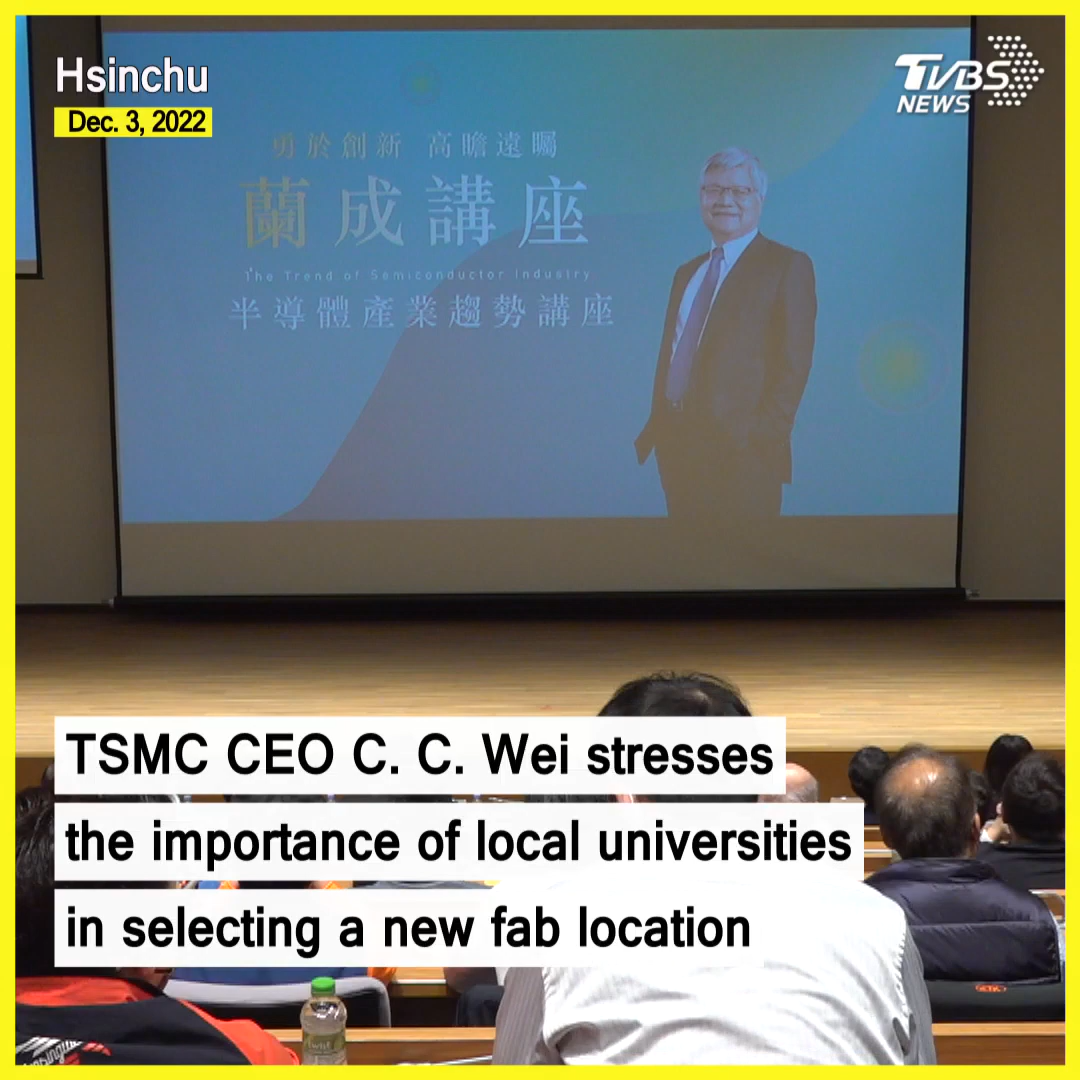 Hsinchu
Dec. 3, 2022
TVBS
NEWS
勇於創新 高瞻遠矚
蘭成講座
The Trend of Semiconductor Industry
半導體產業趨勢講座
TSMC CEO C. C. Wei stresses
the importance of local universities
in selecting a new fab location